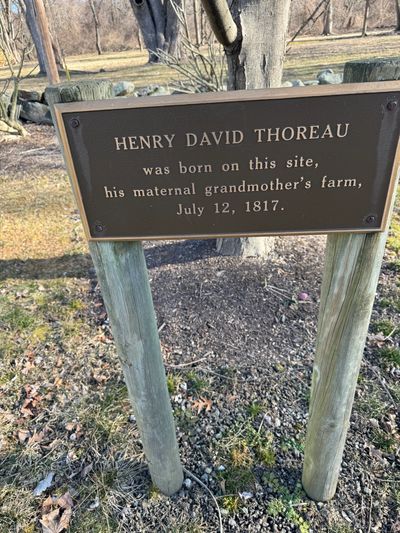 HENRY DAVID THOREAU
was born on this site,
his maternal grandmother's farm,
July 12, 1817.